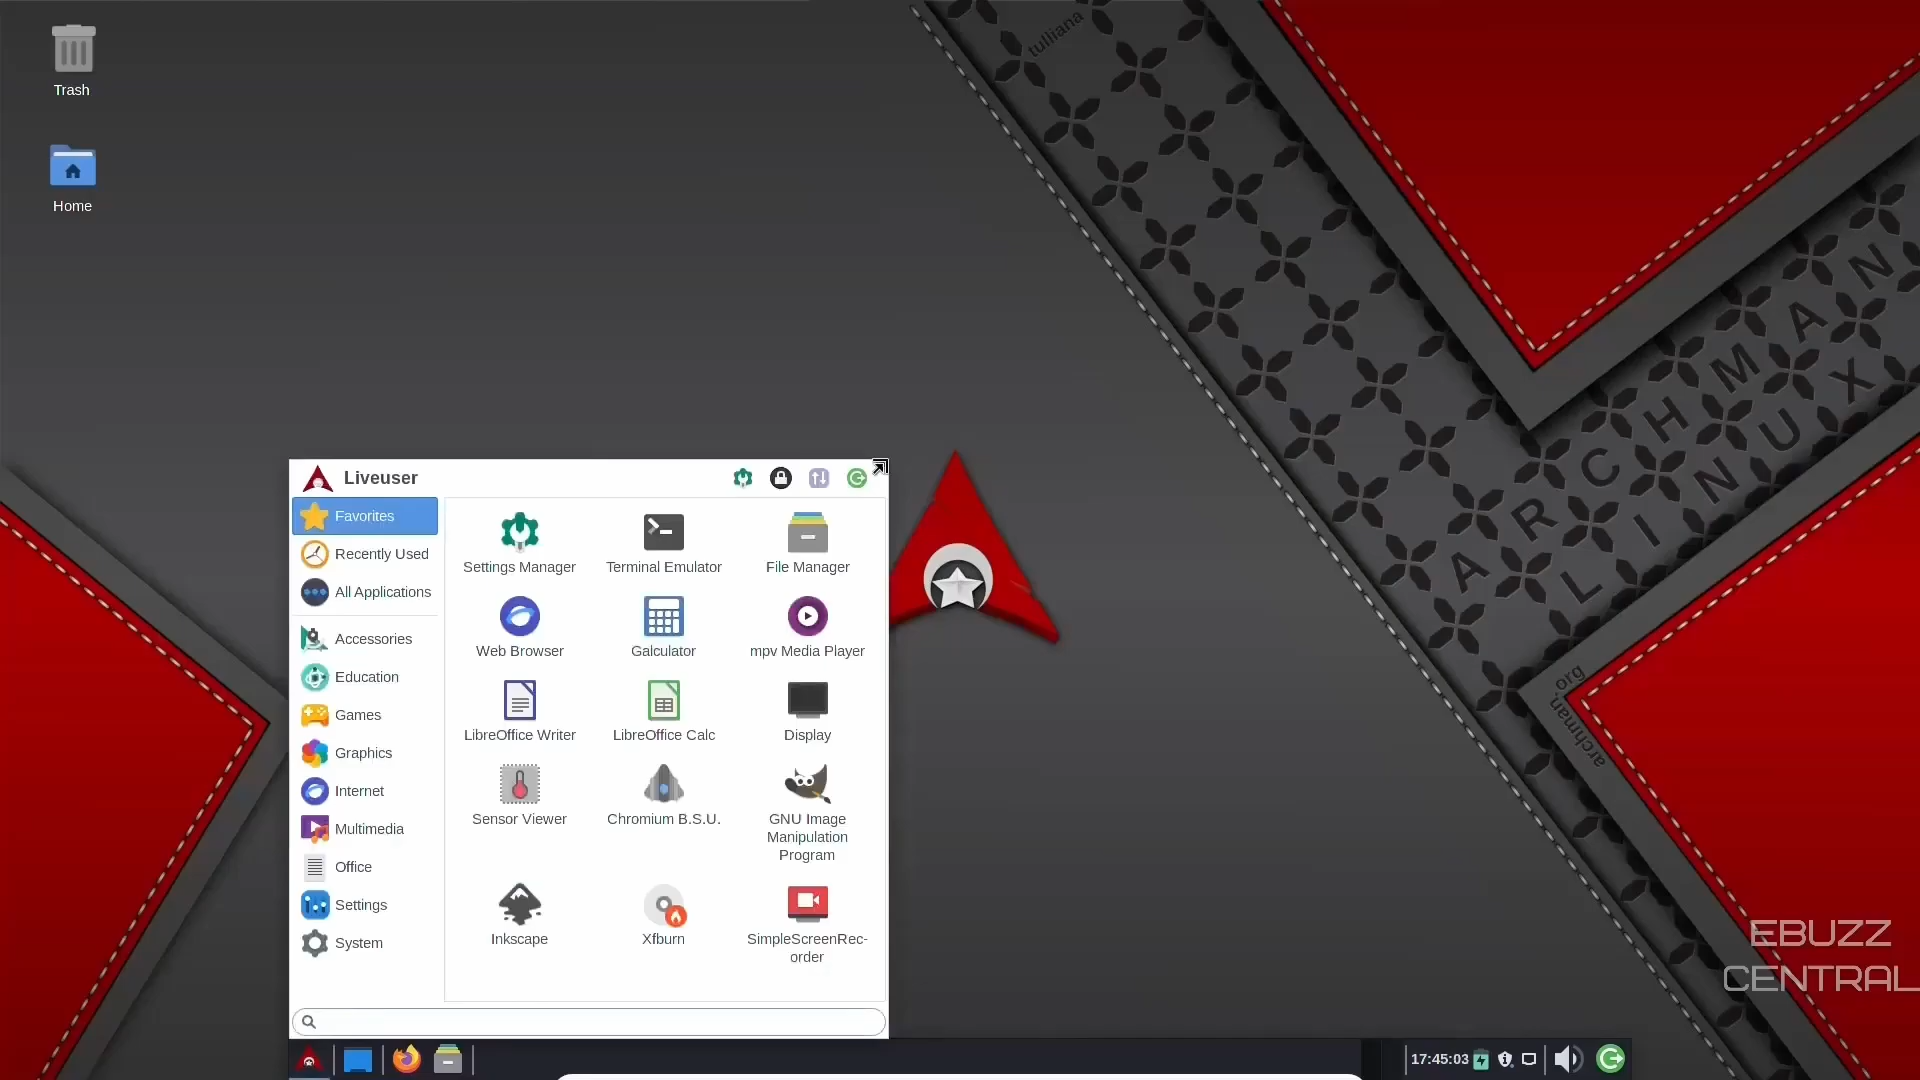 Trash
Home
tulliana
ARCHMAN
LINUX
archman.org
Liveuser
Favorites
Recently Used
All Applications
Accessories
Education
Games
Graphics
Internet
Multimedia
Office
Settings
System
Settings Manager
Terminal Emulator
File Manager
Web Browser
Galculator
mpv Media Player
LibreOffice Writer
LibreOffice Calc
Display
Sensor Viewer
Chromium B.S.U.
GNU Image
Manipulation
Program
Inkscape
Xfburn
SimpleScreenRec-
order
EBUZZ
CENTRAL
17:45:03